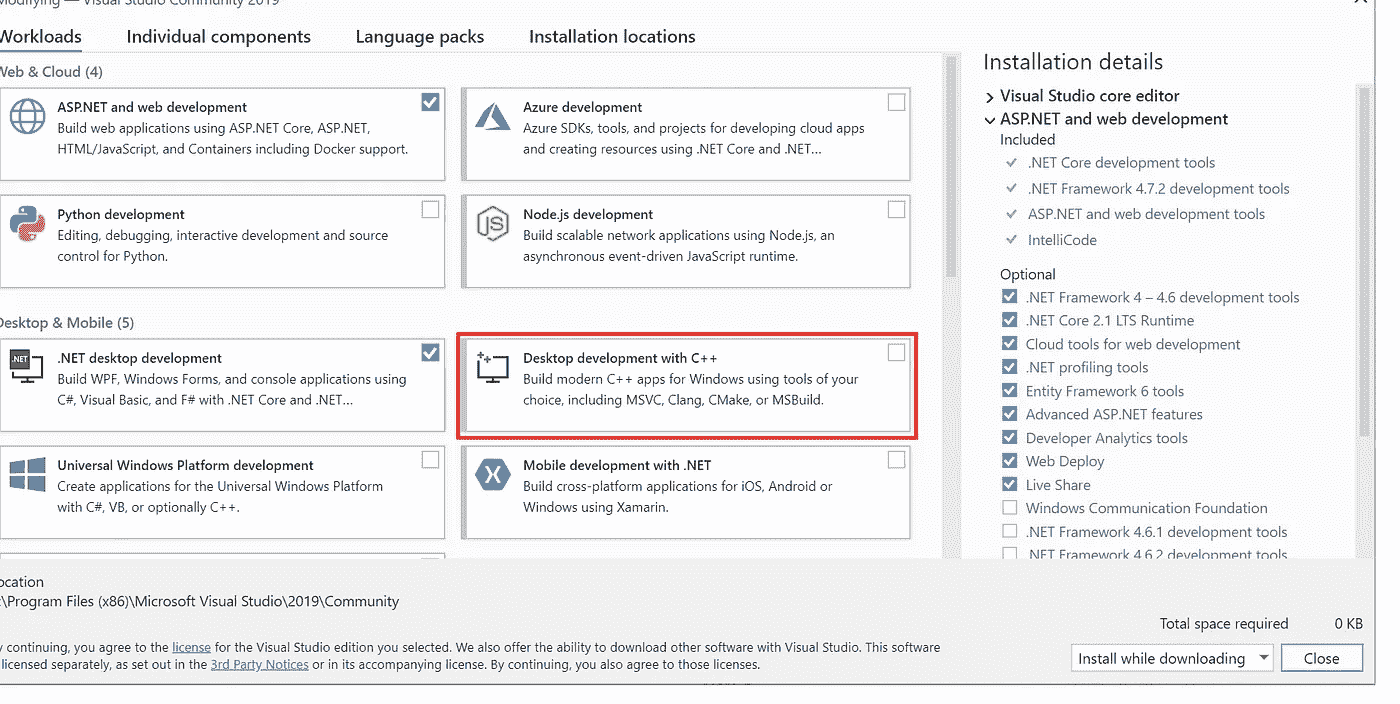 Modifying — Visual Studio Community 2019
Workloads Individual components Language packs Installation locations
Web & Cloud (4)
ASP.NET and web development
Build web applications using ASP.NET Core, ASP.NET,
HTML/JavaScript, and Containers including Docker support.
Azure development
Azure SDKs, tools, and projects for developing cloud apps
and creating resources using .NET Core and .NET...
Python development
Editing, debugging, interactive development and source
control for Python.
JS
Node.js development
Build scalable network applications using Node.js, an
asynchronous event-driven JavaScript runtime.
Desktop & Mobile (5)
.NET
.NET desktop development
Build WPF, Windows Forms, and console applications using
C#, Visual Basic, and F# with .NET Core and .NET...
Desktop development with C++
Build modern C++ apps for Windows using tools of your
choice, including MSVC, Clang, CMake, or MSBuild.
Universal Windows Platform development
Create applications for the Universal Windows Platform
with C#, VB, or optionally C++.
Mobile development with .NET
Build cross-platform applications for iOS, Android or
Windows using Xamarin.
Installation details
Visual Studio core editor
ASP.NET and web development
Included
.NET Core development tools
.NET Framework 4.7.2 development tools
ASP.NET and web development tools
IntelliCode
Optional
.NET Framework 4 – 4.6 development tools
.NET Core 2.1 LTS Runtime
Cloud tools for web development
.NET profiling tools
Entity Framework 6 tools
Advanced ASP.NET features
Developer Analytics tools
Web Deploy
Live Share
Windows Communication Foundation
.NET Framework 4.6.1 development tools
.NET Framework 4.6.2 development tools
ocation
:\Program Files (x86)\Microsoft Visual Studio\2019\Community
Total space required 0 KB
y continuing, you agree to the license for the Visual Studio edition you selected. We also offer the ability to download other software with Visual Studio. This software
licensed separately, as set out in the 3rd Party Notices or in its accompanying license. By continuing, you also agree to those licenses.
Install while downloading
Close